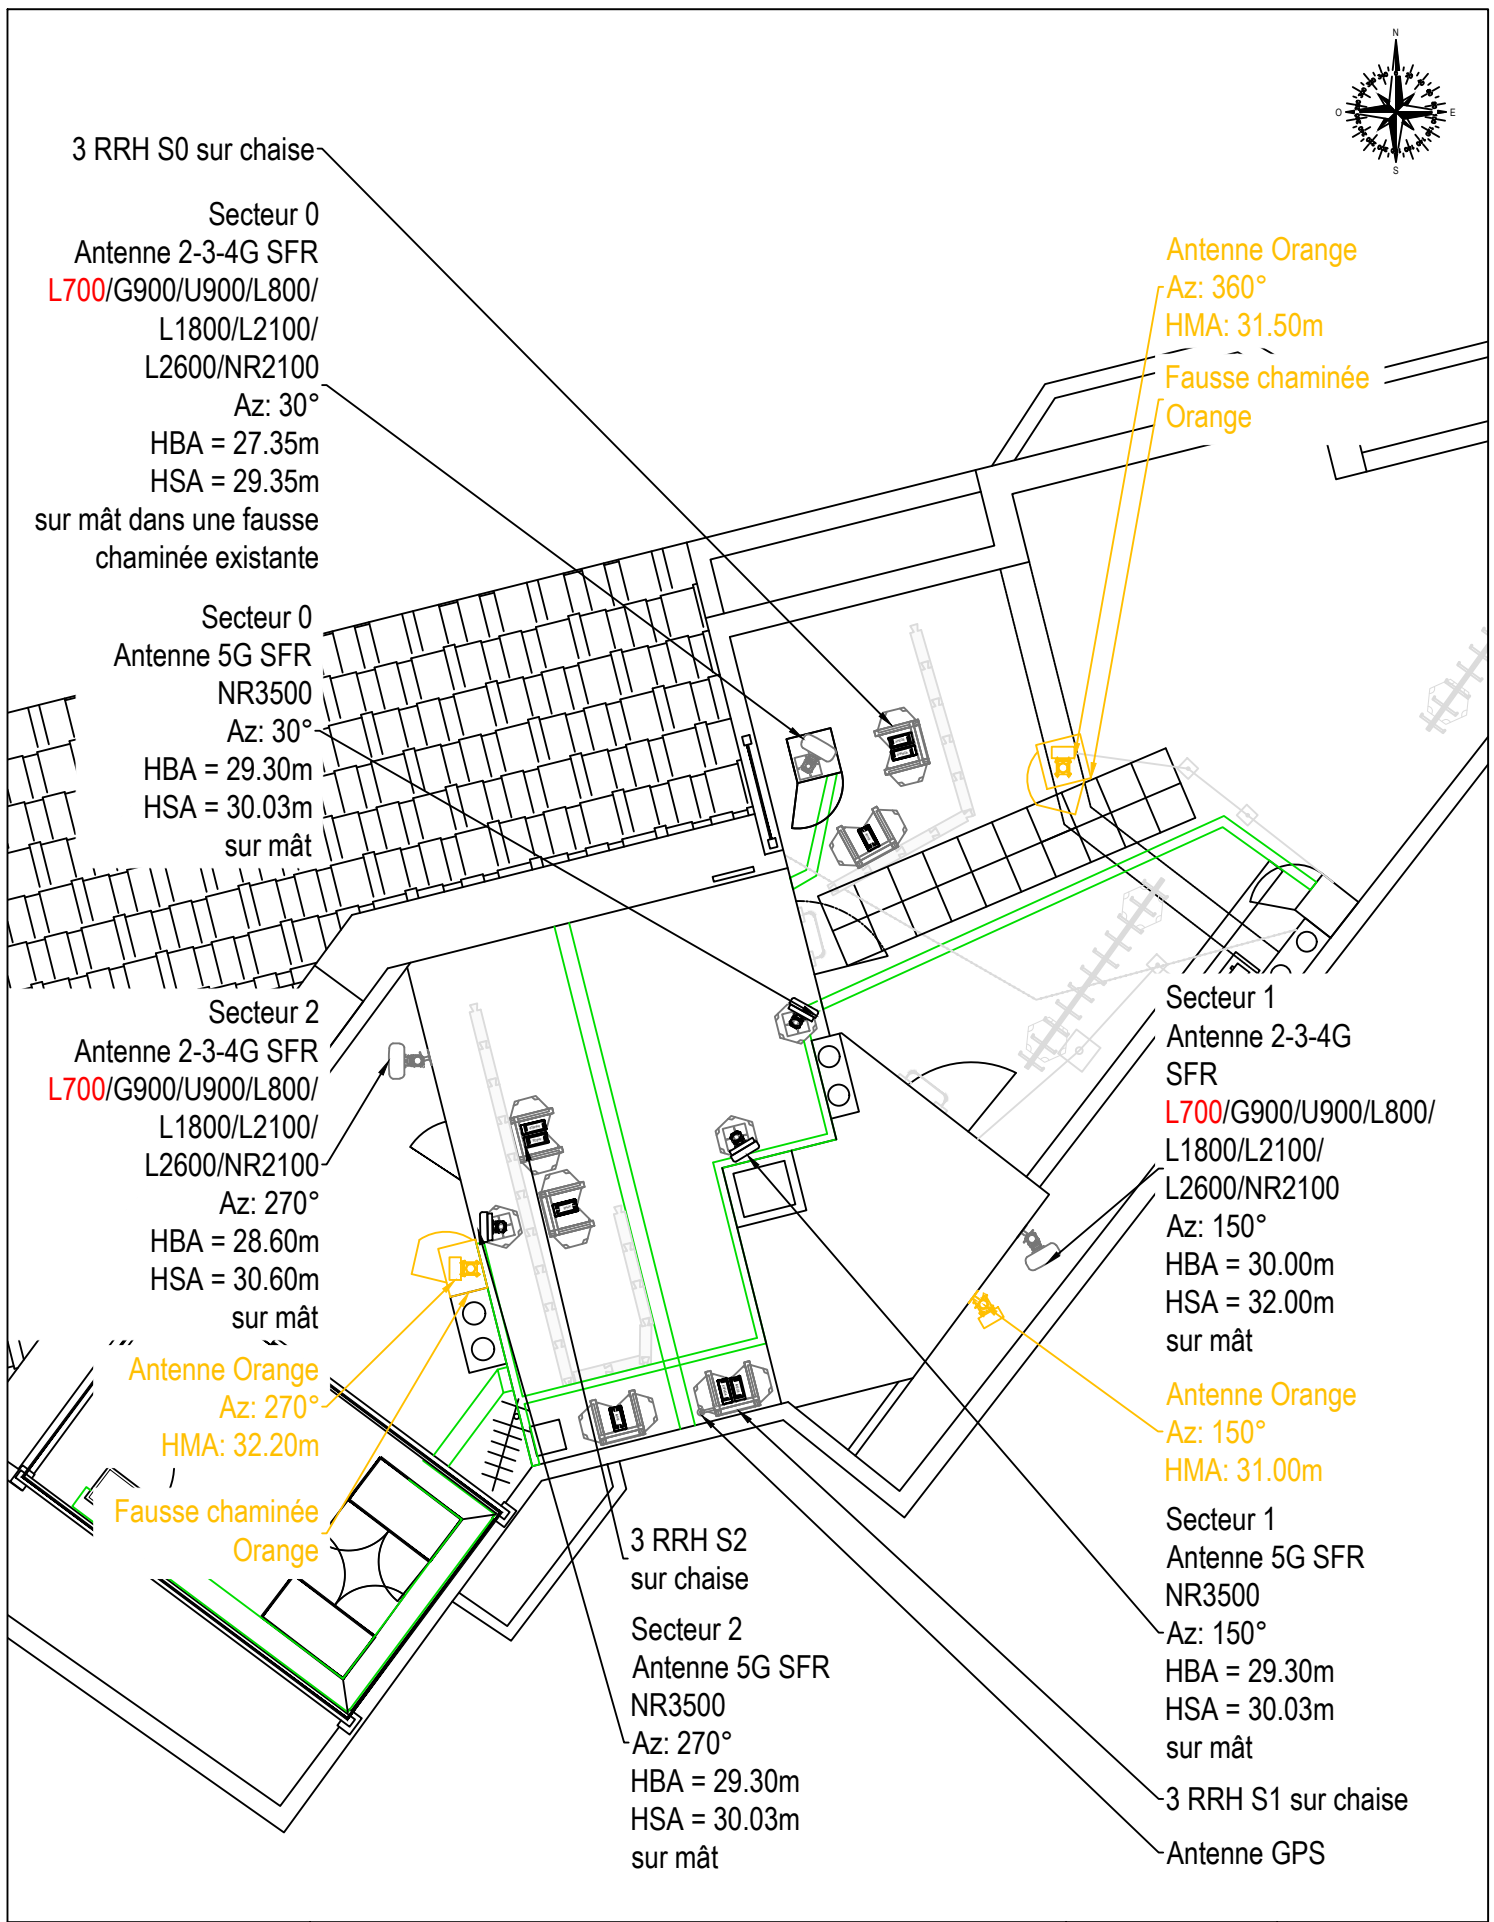 N
O
E
S
3 RRH S0 sur chaise
Secteur 0
Antenne 2-3-4G SFR
L700/G900/U900/L800/
L1800/L2100/
L2600/NR2100
Az: 30°
HBA = 27.35m
HSA = 29.35m
sur mât dans une fausse
chaminée existante
Antenne Orange
Az: 360°
HMA: 31.50m
Fausse chaminée
Orange
Secteur 0
Antenne 5G SFR
NR3500
Az: 30°
HBA = 29.30m
HSA = 30.03m
sur mât
Secteur 2
Antenne 2-3-4G SFR
L700/G900/U900/L800/
L1800/L2100/
L2600/NR2100
Az: 270°
HBA = 28.60m
HSA = 30.60m
sur mât
Antenne Orange
Az: 270°
HMA: 32.20m
Fausse chaminée
Orange
3 RRH S2
sur chaise
Secteur 2
Antenne 5G SFR
NR3500
Az: 270°
HBA = 29.30m
HSA = 30.03m
sur mât
Secteur 1
Antenne 2-3-4G
SFR
L700/G900/U900/L800/
L1800/L2100/
L2600/NR2100
Az: 150°
HBA = 30.00m
HSA = 32.00m
sur mât
Antenne Orange
Az: 150°
HMA: 31.00m
Secteur 1
Antenne 5G SFR
NR3500
Az: 150°
HBA = 29.30m
HSA = 30.03m
sur mât
3 RRH S1 sur chaise
Antenne GPS